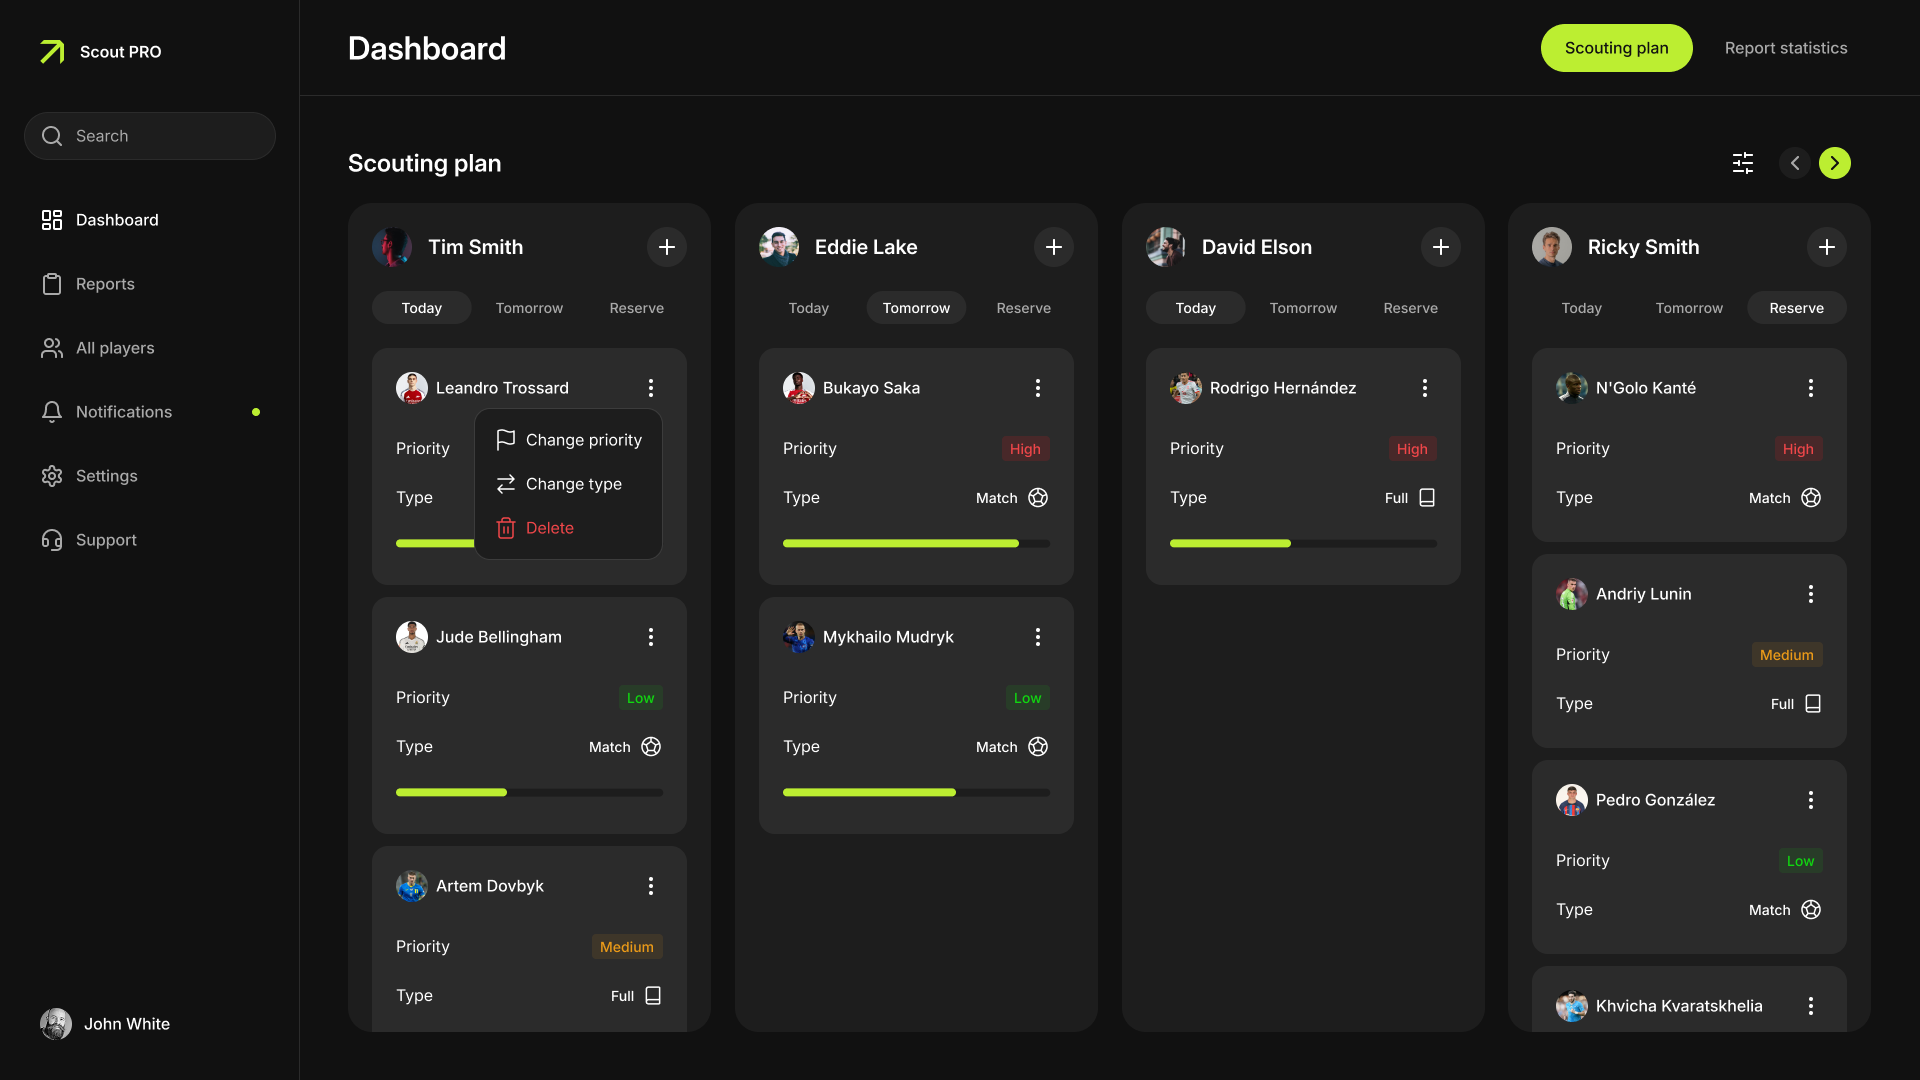 Scout PRO
Search
Dashboard
Reports
All players
Notifications
Settings
Support
John White
Dashboard
Scouting plan
Report statistics
Scouting plan
Tim Smith
Today Tomorrow Reserve
Leandro Trossard
Priority
Type
Change priority
Change type
Delete
Jude Bellingham
Priority Low
Type Match
Artem Dovbyk
Priority Medium
Type Full
Eddie Lake
Today Tomorrow Reserve
Bukayo Saka
Priority High
Type Match
Mykhailo Mudryk
Priority Low
Type Match
David Elson
Today Tomorrow Reserve
Rodrigo Hernández
Priority High
Type Full
Ricky Smith
Today Tomorrow Reserve
N'Golo Kanté
Priority High
Type Match
Andriy Lunin
Priority Medium
Type Full
Pedro González
Priority Low
Type Match
Khvicha Kvaratskhelia